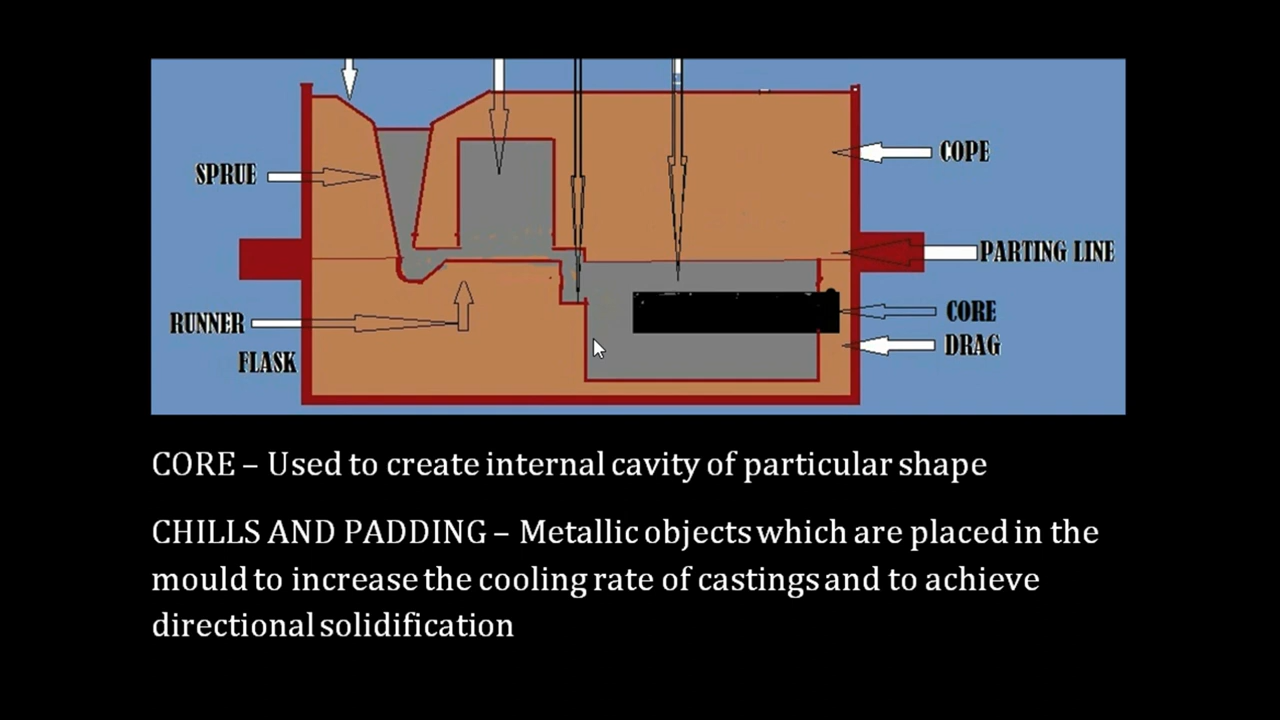 SPRUE
COPE
PARTING LINE
RUNNER
CORE
FLASK
DRAG
CORE – Used to create internal cavity of particular shape
CHILLS AND PADDING – Metallic objects which are placed in the
mould to increase the cooling rate of castings and to achieve
directional solidification